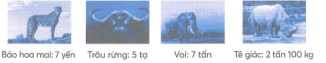 Báo hoa mai: 7 yến Trâu rừng: 5 tạ Voi: 7 tấn Tê giác: 2 tấn 100 kg